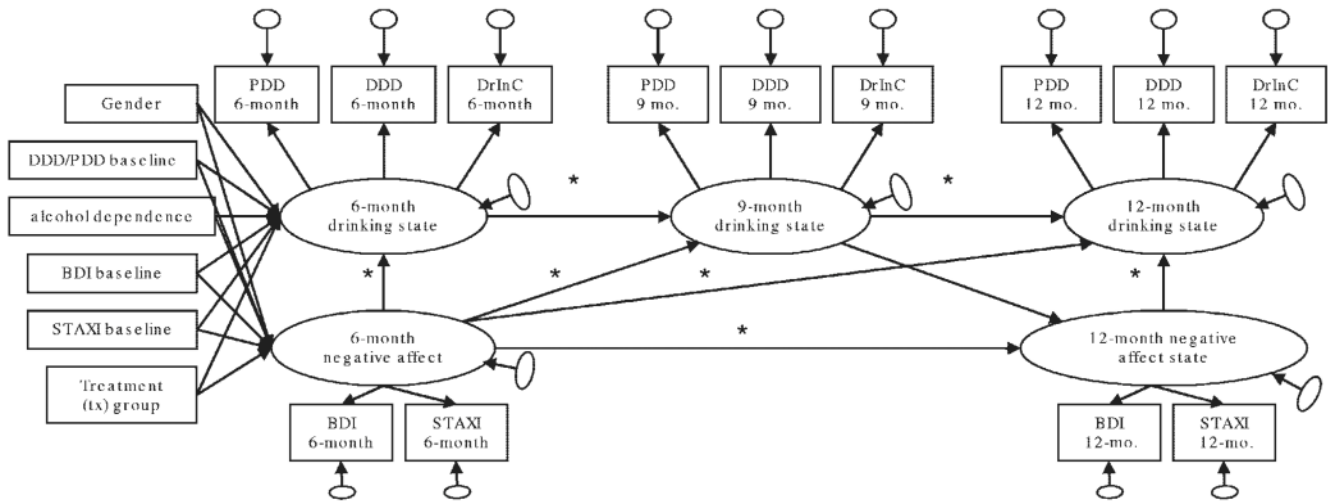 PDD
6-month
DDD
6-month
DrInC
6-month
PDD
9 mo.
DDD
9 mo.
DrInC
9 mo.
PDD
12 mo.
DDD
12 mo.
DrInC
12 mo.
Gender
DDD/PDD baseline
alcohol dependence
BDI baseline
STAXI baseline
Treatment
(tx) group
6-month
drinking state
*
9-month
drinking state
*
12-month
drinking state
*
*
*
*
6-month
negative affect
*
12-month negative
affect state
BDI
6-month
STAXI
6-month
BDI
12-mo.
STAXI
12-mo.